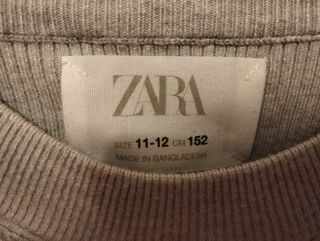 ZARA
SIZE 11-12 CM 152
MADE IN BANGLADESH